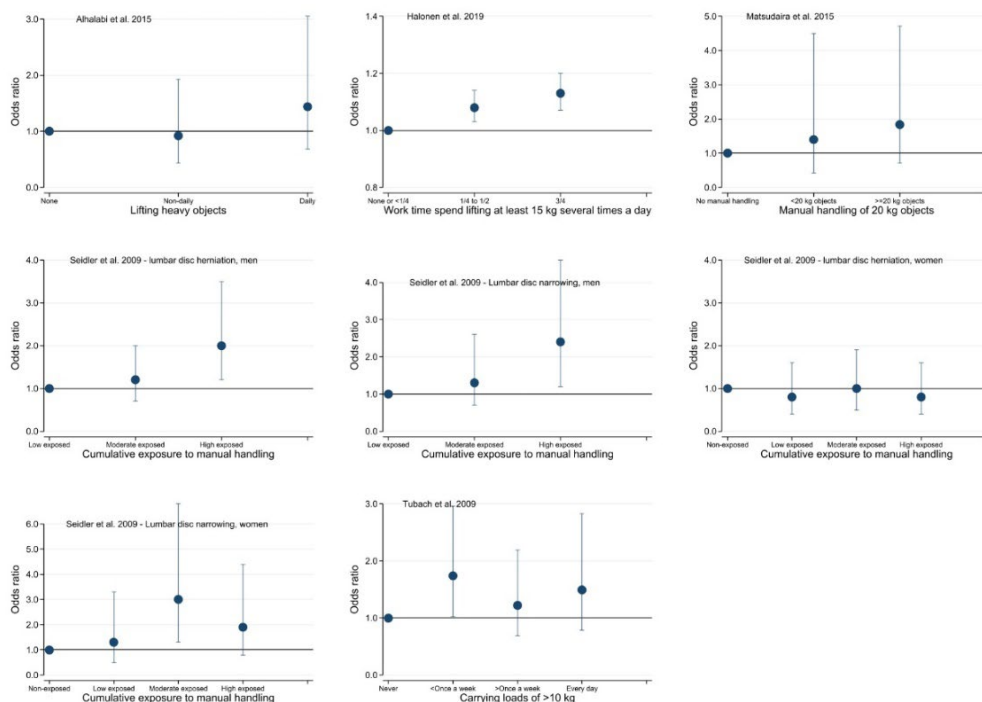 Alhalabi et al. 2015
Odds ratio
3.0
2.0
1.0
0.0
None
Non-daily
Daily
Lifting heavy objects
Halonen et al. 2019
Odds ratio
1.4
1.2
1.0
0.8
None or <1/4
1/4 to 1/2
3/4
Work time spend lifting at least 15 kg several times a day
Matsudaira et al. 2015
Odds ratio
5.0
4.0
3.0
2.0
1.0
0.0
No manual handling
<20 kg objects
>=20 kg objects
Manual handling of 20 kg objects
Seidler et al. 2009 - lumbar disc herniation, men
Odds ratio
4.0
3.0
2.0
1.0
0.0
Low exposed
Moderate exposed
High exposed
Cumulative exposure to manual handling
Seidler et al. 2009 - Lumbar disc narrowing, men
Odds ratio
4.0
3.0
2.0
1.0
0.0
Low exposed
Moderate exposed
High exposed
Cumulative exposure to manual handling
Seidler et al. 2009 - lumbar disc herniation, women
Odds ratio
4.0
3.0
2.0
1.0
0.0
Non-exposed
Low exposed
Moderate exposed
High exposed
Cumulative exposure to manual handling
Seidler et al. 2009 - Lumbar disc narrowing, women
Odds ratio
6.0
5.0
4.0
3.0
2.0
1.0
0.0
Non-exposed
Low exposed
Moderate exposed
High exposed
Cumulative exposure to manual handling
Tubach et al. 2009
Odds ratio
3.0
2.0
1.0
0.0
Never
<Once a week
>Once a week
Every day
Carrying loads of >10 kg